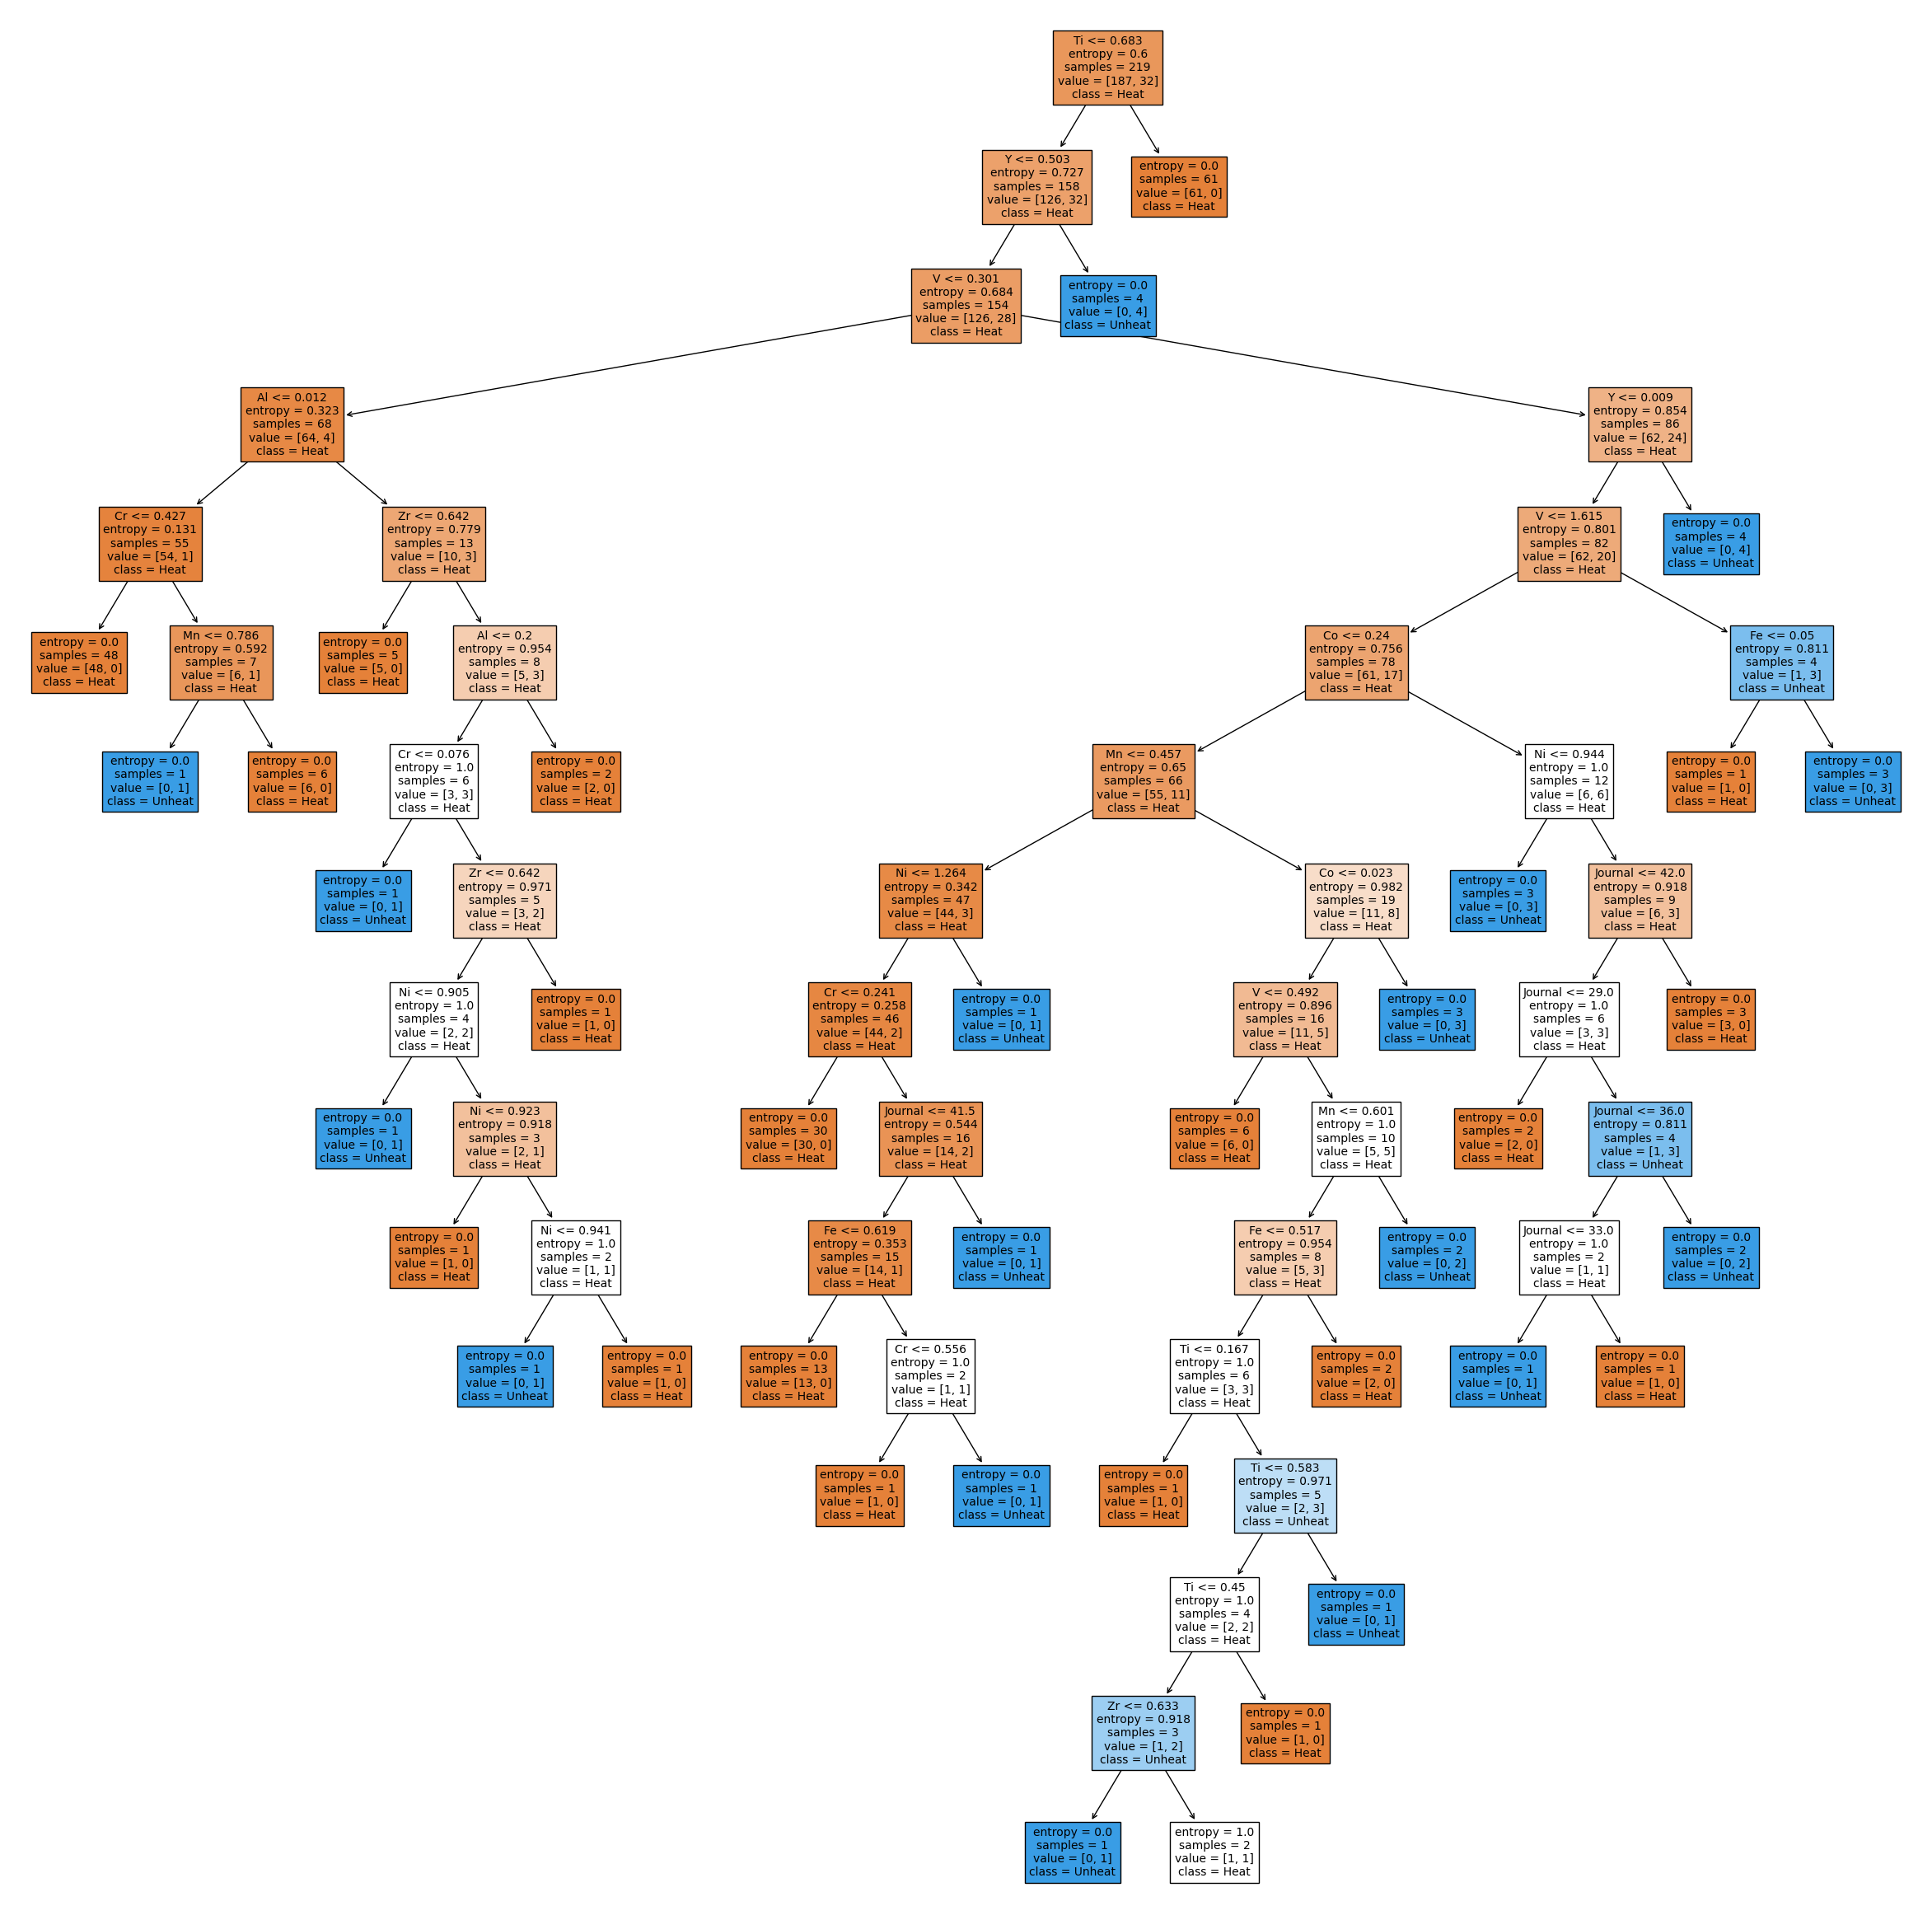 Ti <= 0.683
entropy = 0.6
samples = 219
value = [187, 32]
class = Heat
Y <= 0.503
entropy = 0.727
samples = 158
value = [126, 32]
class = Heat
entropy = 0.0
samples = 61
value = [61, 0]
class = Heat
V <= 0.301
entropy = 0.684
samples = 154
value = [126, 28]
class = Heat
entropy = 0.0
samples = 4
value = [0, 4]
class = Unheat
Al <= 0.012
entropy = 0.323
samples = 68
value = [64, 4]
class = Heat
Y <= 0.009
entropy = 0.854
samples = 86
value = [62, 24]
class = Heat
Cr <= 0.427
entropy = 0.131
samples = 55
value = [54, 1]
class = Heat
Zr <= 0.642
entropy = 0.779
samples = 13
value = [10, 3]
class = Heat
V <= 1.615
entropy = 0.801
samples = 82
value = [62, 20]
class = Heat
entropy = 0.0
samples = 4
value = [0, 4]
class = Unheat
entropy = 0.0
samples = 48
value = [48, 0]
class = Heat
Mn <= 0.786
entropy = 0.592
samples = 7
value = [6, 1]
class = Heat
entropy = 0.0
samples = 5
value = [5, 0]
class = Heat
Al <= 0.2
entropy = 0.954
samples = 8
value = [5, 3]
class = Heat
Co <= 0.24
entropy = 0.756
samples = 78
value = [61, 17]
class = Heat
Fe <= 0.05
entropy = 0.811
samples = 4
value = [1, 3]
class = Unheat
entropy = 0.0
samples = 1
value = [0, 1]
class = Unheat
entropy = 0.0
samples = 6
value = [6, 0]
class = Heat
Cr <= 0.076
entropy = 1.0
samples = 6
value = [3, 3]
class = Heat
entropy = 0.0
samples = 2
value = [2, 0]
class = Heat
Mn <= 0.457
entropy = 0.65
samples = 66
value = [55, 11]
class = Heat
Ni <= 0.944
entropy = 1.0
samples = 12
value = [6, 6]
class = Heat
entropy = 0.0
samples = 1
value = [1, 0]
class = Heat
entropy = 0.0
samples = 3
value = [0, 3]
class = Unheat
entropy = 0.0
samples = 1
value = [0, 1]
class = Unheat
Zr <= 0.642
entropy = 0.971
samples = 5
value = [3, 2]
class = Heat
Ni <= 1.264
entropy = 0.342
samples = 47
value = [44, 3]
class = Heat
Co <= 0.023
entropy = 0.982
samples = 19
value = [11, 8]
class = Heat
entropy = 0.0
samples = 3
value = [0, 3]
class = Unheat
Journal <= 42.0
entropy = 0.918
samples = 9
value = [6, 3]
class = Heat
Ni <= 0.905
entropy = 1.0
samples = 4
value = [2, 2]
class = Heat
entropy = 0.0
samples = 1
value = [1, 0]
class = Heat
Cr <= 0.241
entropy = 0.258
samples = 46
value = [44, 2]
class = Heat
entropy = 0.0
samples = 1
value = [0, 1]
class = Unheat
V <= 0.492
entropy = 0.896
samples = 16
value = [11, 5]
class = Heat
entropy = 0.0
samples = 3
value = [0, 3]
class = Unheat
Journal <= 29.0
entropy = 1.0
samples = 6
value = [3, 3]
class = Heat
entropy = 0.0
samples = 3
value = [3, 0]
class = Heat
entropy = 0.0
samples = 1
value = [0, 1]
class = Unheat
Ni <= 0.923
entropy = 0.918
samples = 3
value = [2, 1]
class = Heat
entropy = 0.0
samples = 30
value = [30, 0]
class = Heat
Journal <= 41.5
entropy = 0.544
samples = 16
value = [14, 2]
class = Heat
entropy = 0.0
samples = 6
value = [6, 0]
class = Heat
Mn <= 0.601
entropy = 1.0
samples = 10
value = [5, 5]
class = Heat
entropy = 0.0
samples = 2
value = [2, 0]
class = Heat
Journal <= 36.0
entropy = 0.811
samples = 4
value = [1, 3]
class = Unheat
entropy = 0.0
samples = 1
value = [1, 0]
class = Heat
Ni <= 0.941
entropy = 1.0
samples = 2
value = [1, 1]
class = Heat
Fe <= 0.619
entropy = 0.353
samples = 15
value = [14, 1]
class = Heat
entropy = 0.0
samples = 1
value = [0, 1]
class = Unheat
Fe <= 0.517
entropy = 0.954
samples = 8
value = [5, 3]
class = Heat
entropy = 0.0
samples = 2
value = [0, 2]
class = Unheat
Journal <= 33.0
entropy = 1.0
samples = 2
value = [1, 1]
class = Heat
entropy = 0.0
samples = 2
value = [0, 2]
class = Unheat
entropy = 0.0
samples = 1
value = [0, 1]
class = Unheat
entropy = 0.0
samples = 1
value = [1, 0]
class = Heat
entropy = 0.0
samples = 13
value = [13, 0]
class = Heat
Cr <= 0.556
entropy = 1.0
samples = 2
value = [1, 1]
class = Heat
Ti <= 0.167
entropy = 1.0
samples = 6
value = [3, 3]
class = Heat
entropy = 0.0
samples = 2
value = [2, 0]
class = Heat
entropy = 0.0
samples = 1
value = [0, 1]
class = Unheat
entropy = 0.0
samples = 1
value = [1, 0]
class = Heat
entropy = 0.0
samples = 1
value = [1, 0]
class = Heat
entropy = 0.0
samples = 1
value = [0, 1]
class = Unheat
entropy = 0.0
samples = 1
value = [1, 0]
class = Heat
Ti <= 0.583
entropy = 0.971
samples = 5
value = [2, 3]
class = Unheat
Ti <= 0.45
entropy = 1.0
samples = 4
value = [2, 2]
class = Heat
entropy = 0.0
samples = 1
value = [0, 1]
class = Unheat
Zr <= 0.633
entropy = 0.918
samples = 3
value = [1, 2]
class = Unheat
entropy = 0.0
samples = 1
value = [1, 0]
class = Heat
entropy = 0.0
samples = 1
value = [0, 1]
class = Unheat
entropy = 1.0
samples = 2
value = [1, 1]
class = Heat